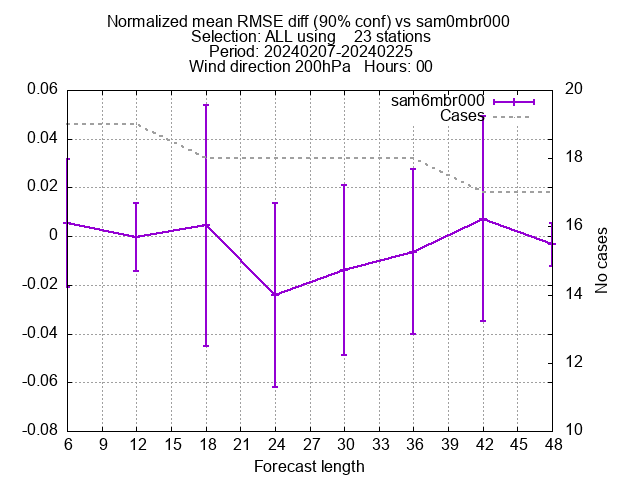 Normalized mean RMSE diff (90% conf) vs sam0mbr000
Selection: ALL using    23 stations
Period: 20240207-20240225
Wind direction 200hPa   Hours: 00
sam6mbr000
Cases
0.06
0.04
0.02
0
-0.02
-0.04
-0.06
-0.08
20
18
16
14
12
10
No cases
6 9 12 15 18 21 24 27 30 33 36 39 42 45 48
Forecast length